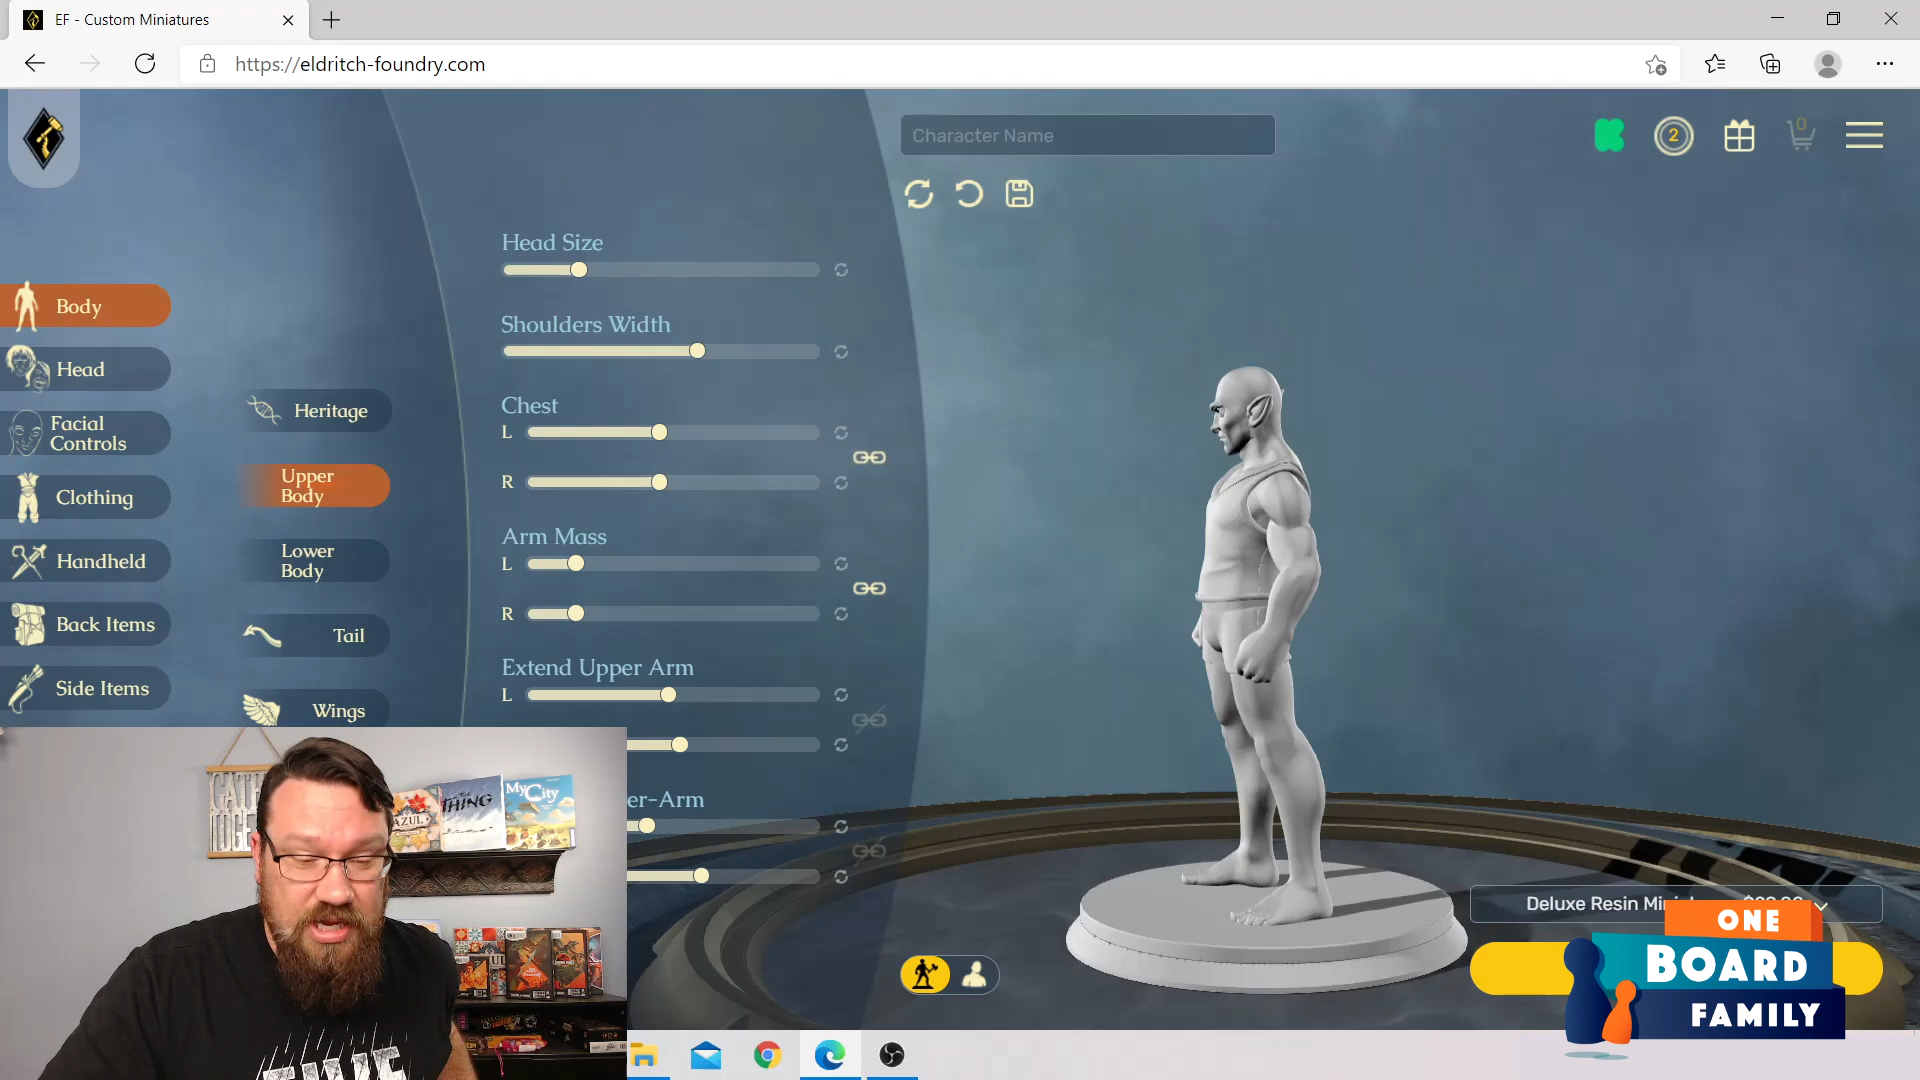 EF - Custom Miniatures
https://eldritch-foundry.com
Character Name
2
0
Head Size
Shoulders Width
Chest
L
R
Arm Mass
L
R
Extend Upper Arm
L
er-Arm
Body
Head
Facial
Controls
Clothing
Handheld
Back Items
Side Items
Heritage
Upper
Body
Lower
Body
Tail
Wings
AZUL
THING
My City
Deluxe Resin Mini
ONE
BOARD
FAMILY